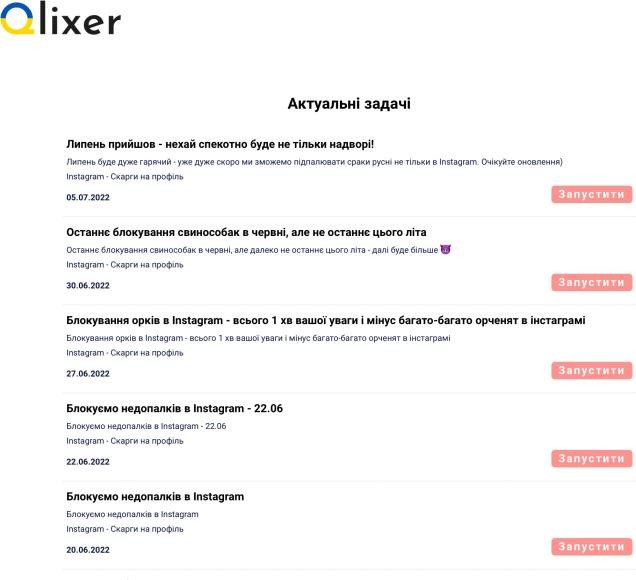 Qlixer
Актуальні задачі
Липень прийшов - нехай спекотно буде не тільки надворі!
Липень буде дуже гарячий - уже дуже скоро ми зможемо підпалювати сраки русні не тільки в Instagram. Очікуйте оновлення)
Instagram - Скарги на профіль
05.07.2022
Запустити
Останнє блокування свинособак в червні, але не останнє цього літа
Останнє блокування свинособак в червні, але далеко не останнє цього літа - далі буде більше 😈
Instagram - Скарги на профіль
30.06.2022
Запустити
Блокування орків в Instagram - всього 1 хв вашої уваги і мінус багато-багато орченят в інстаграмі
Блокування орків в Instagram - всього 1 хв вашої уваги і мінус багато-багато орченят в інстаграмі
Instagram - Скарги на профіль
27.06.2022
Запустити
Блокуємо недопалків в Instagram - 22.06
Блокуємо недопалків в Instagram - 22.06
Instagram - Скарги на профіль
22.06.2022
Запустити
Блокуємо недопалків в Instagram
Блокуємо недопалків в Instagram
Instagram - Скарги на профіль
20.06.2022
Запустити